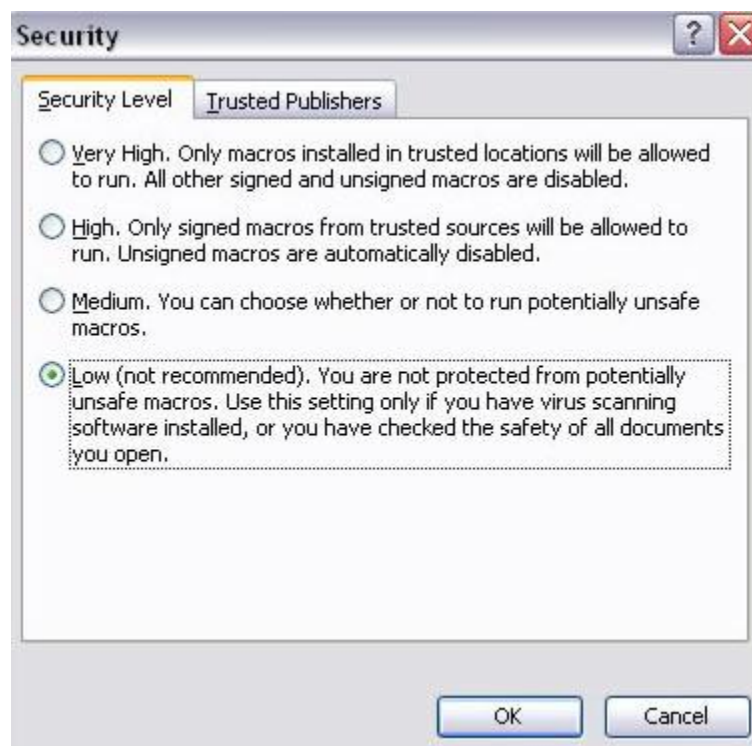 Security
?
Security Level Trusted Publishers
Very High. Only macros installed in trusted locations will be allowed
to run. All other signed and unsigned macros are disabled.
High. Only signed macros from trusted sources will be allowed to
run. Unsigned macros are automatically disabled.
Medium. You can choose whether or not to run potentially unsafe
macros.
Low (not recommended). You are not protected from potentially
unsafe macros. Use this setting only if you have virus scanning
software installed, or you have checked the safety of all documents
you open.
OK Cancel